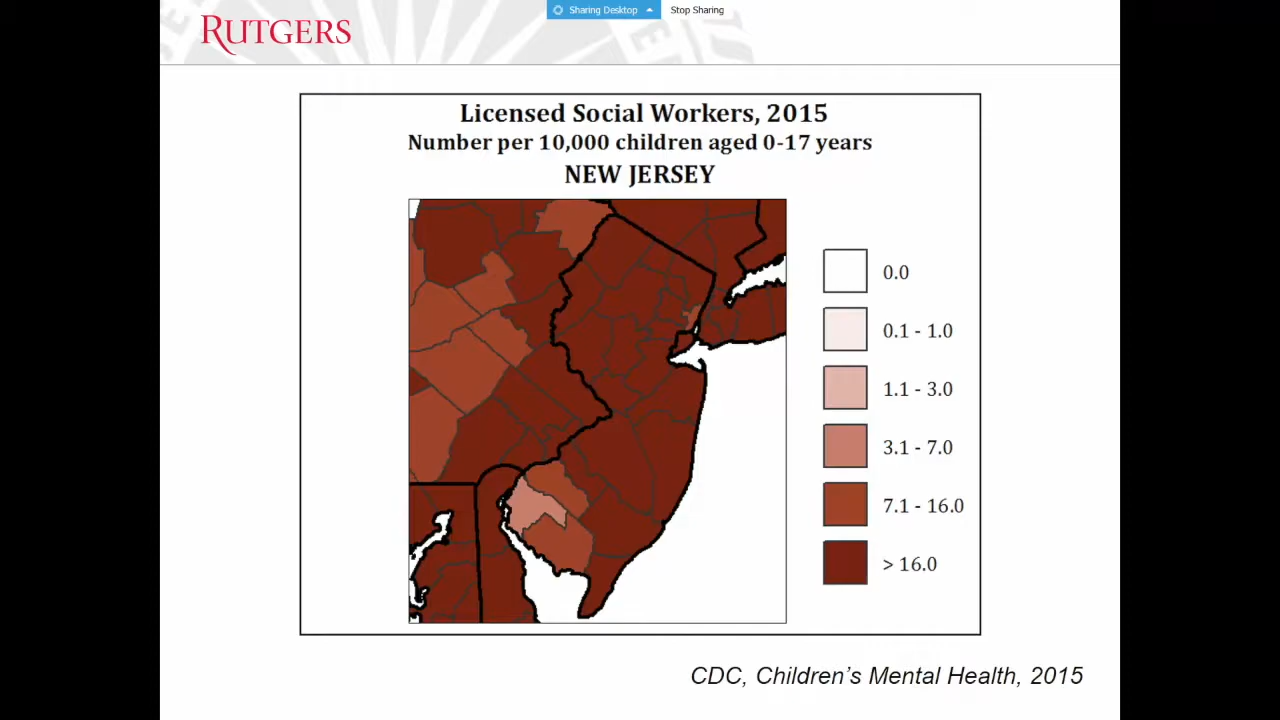 Sharing Desktop Stop Sharing
RUTGERS
Licensed Social Workers, 2015
Number per 10,000 children aged 0-17 years
NEW JERSEY
0.0
0.1 - 1.0
1.1 - 3.0
3.1 - 7.0
7.1 - 16.0
> 16.0
CDC, Children's Mental Health, 2015